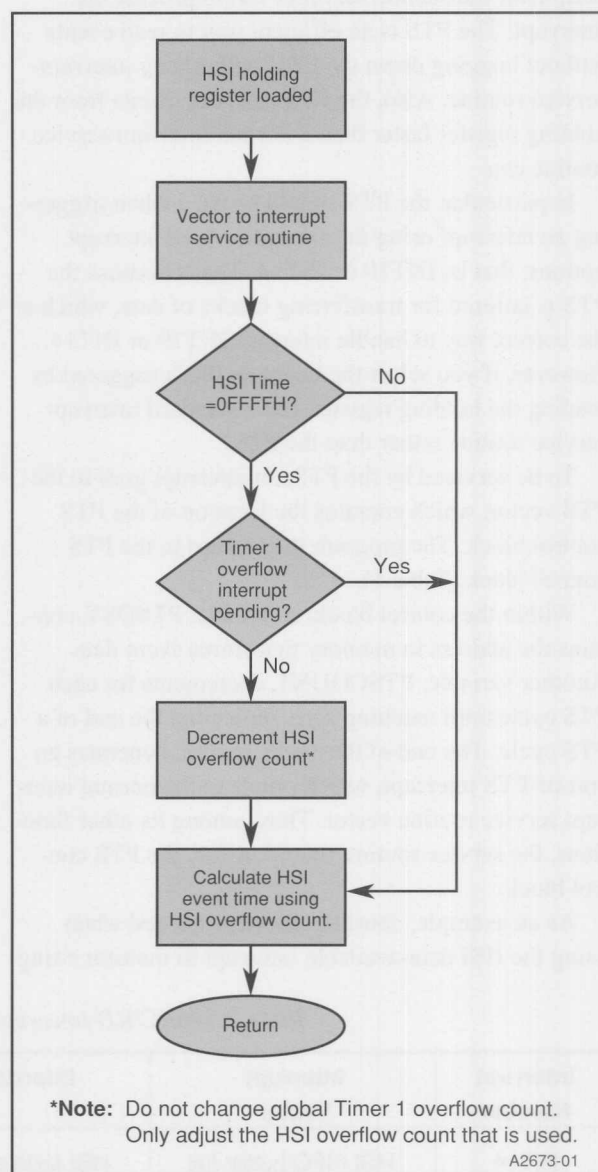 HSI holding
register loaded
Vector to interrupt
service routine
HSI Time
=0FFFFH?
No
Yes
Timer 1
overflow
interrupt
pending?
Yes
No
Decrement HSI
overflow count*
Calculate HSI
event time using
HSI overflow count.
Return
*Note: Do not change global Timer 1 overflow count.
Only adjust the HSI overflow count that is used.
A2673-01